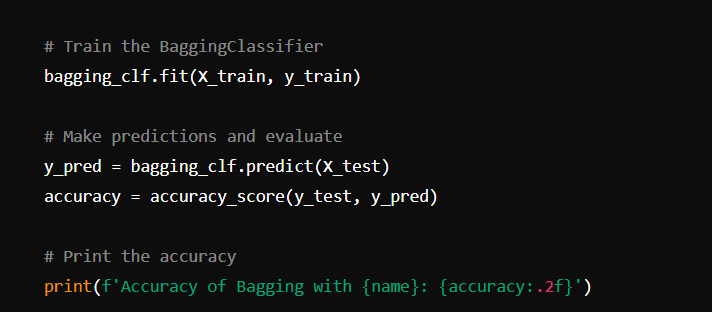 # Train the BaggingClassifier
bagging_clf.fit(X_train, y_train)
# Make predictions and evaluate
y_pred = bagging_clf.predict(X_test)
accuracy = accuracy_score(y_test, y_pred)
# Print the accuracy
print(f'Accuracy of Bagging with {name}: {accuracy:.2f}')